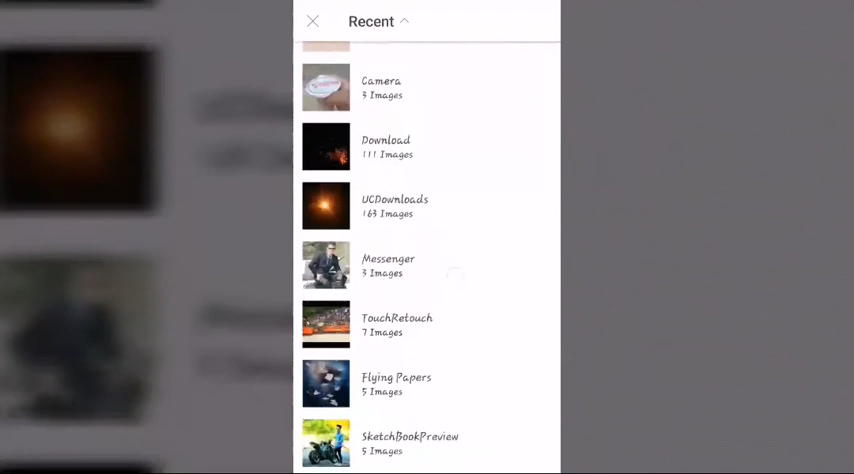 Recent
Camera
3 Images
Download
111 Images
UCDownloads
163 Images
Messenger
3 Images
TouchRetouch
7 Images
Flying Papers
5 Images
SketchBookPreview
5 Images